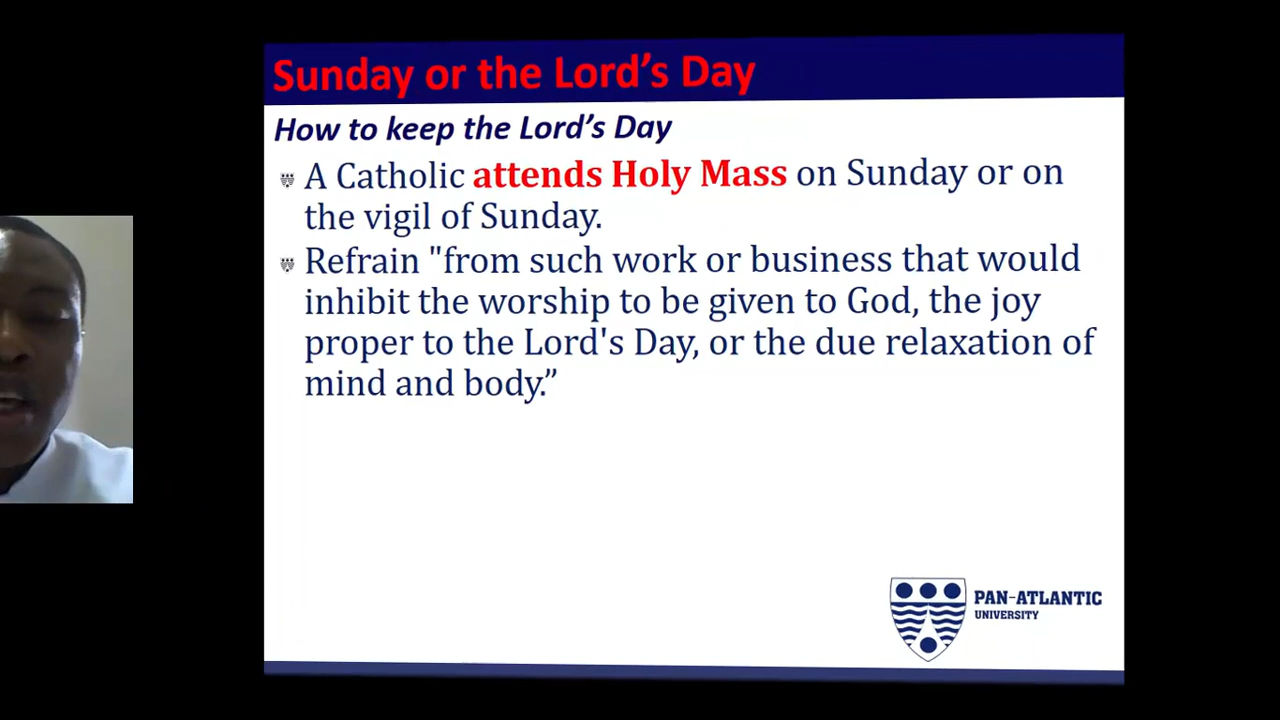 Sunday or the Lord’s Day
How to keep the Lord’s Day
A Catholic attends Holy Mass on Sunday or on
the vigil of Sunday.
Refrain "from such work or business that would
inhibit the worship to be given to God, the joy
proper to the Lord's Day, or the due relaxation of
mind and body.”
PAN-ATLANTIC
UNIVERSITY